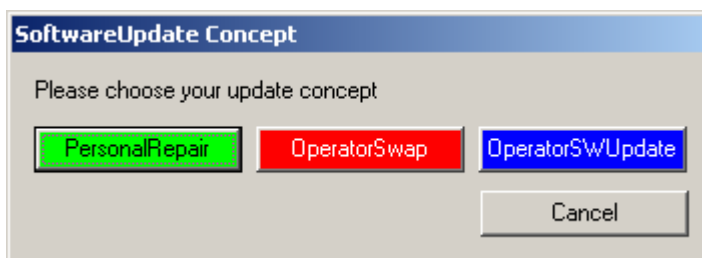 SoftwareUpdate Concept
Please choose your update concept
PersonalRepair OperatorSwap OperatorSWUpdate
Cancel